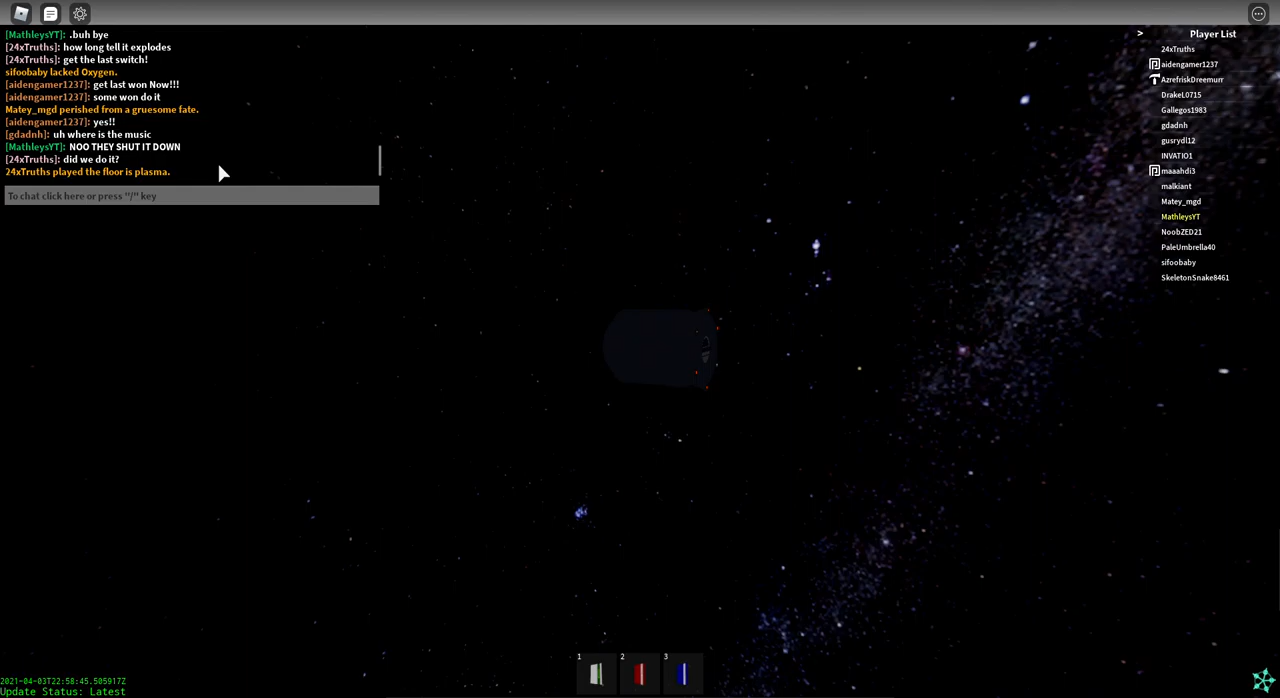 [MathleysYT]: .buh bye
[24xTruths]: how long tell it explodes
[24xTruths]: get the last switch!
sifoobaby lacked Oxygen.
[aidengamer1237]: get last won Now!!!
[aidengamer1237]: some won do it
Matey_mgd perished from a gruesome fate.
[aidengamer1237]: yes!!
[gdadnh]: uh where is the music
[MathleysYT]: NOO THEY SHUT IT DOWN
[24xTruths]: did we do it?
24xTruths played the floor is plasma.
To chat click here or press "/" key
> Player List
24xTruths
aidengamer1237
AzrefriskDreemurr
DrakeL0715
Gallegos1983
gdadnh
gusrydl12
INVATIO1
maaahdi3
malkiant
Matey_mgd
MathleysYT
NoobZED21
PaleUmbrella40
sifoobaby
SkeletonSnake8461
1 2 3
2021-04-03T22:58:45.505917Z
Update Status: Latest